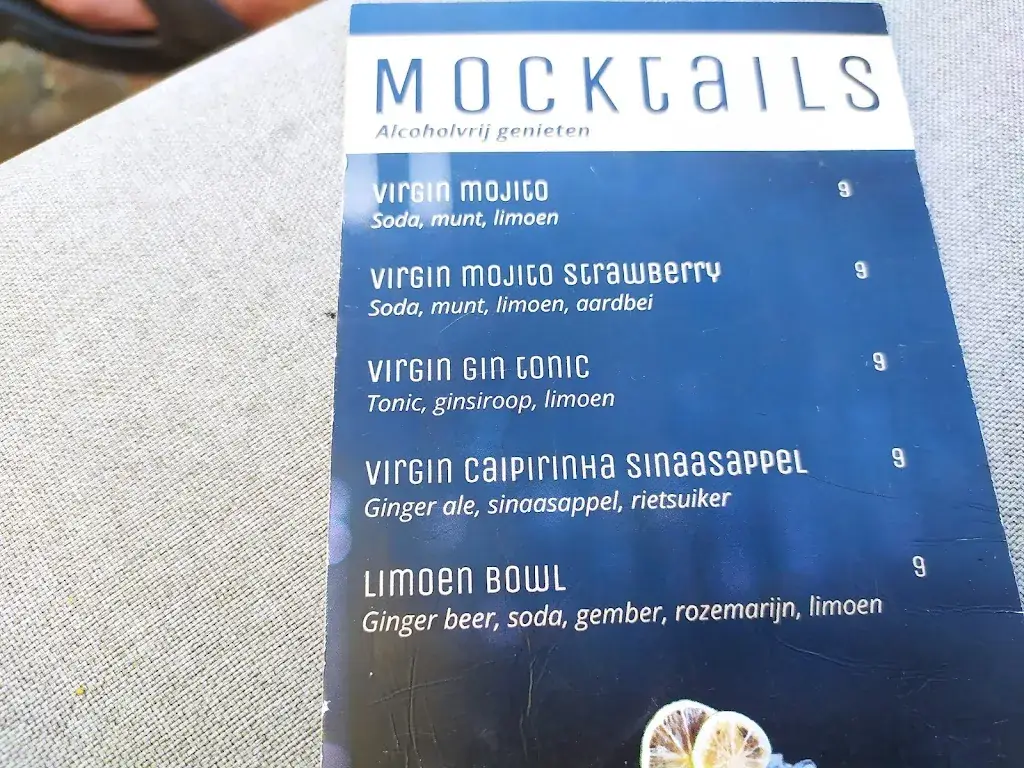 Mocktails
Alcoholvrij genieten
Virgin Mojito 9
Soda, munt, limoen
Virgin Mojito Strawberry 9
Soda, munt, limoen, aardbei
Virgin Gin Tonic 9
Tonic, ginsiroop, limoen
Virgin Caipirinha Sinaasappel 9
Ginger ale, sinaasappel, rietsuiker
Limoen Bowl 9
Ginger beer, soda, gember, rozemarijn, limoen